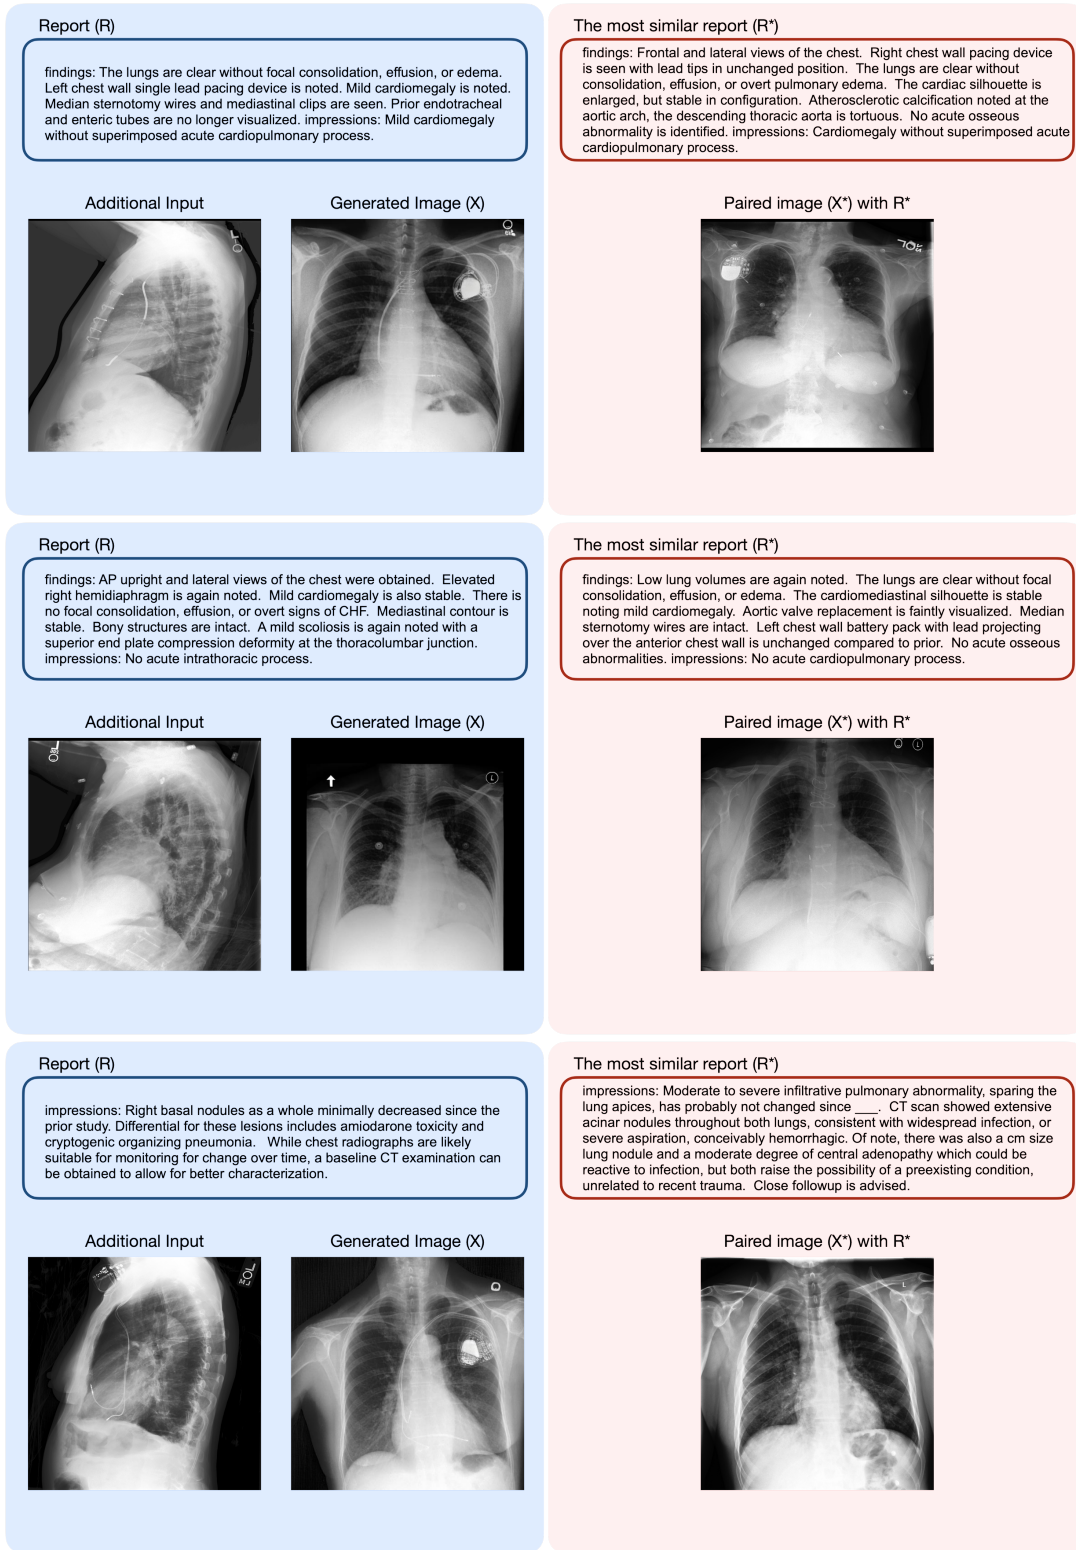 Report (R)
findings: The lungs are clear without focal consolidation, effusion, or edema.
Left chest wall single lead pacing device is noted. Mild cardiomegaly is noted.
Median sternotomy wires and mediastinal clips are seen. Prior endotracheal
and enteric tubes are no longer visualized. impressions: Mild cardiomegaly
without superimposed acute cardiopulmonary process.
Additional Input
Generated Image (X)
The most similar report (R*)
findings: Frontal and lateral views of the chest. Right chest wall pacing device
is seen with lead tips in unchanged position. The lungs are clear without
consolidation, effusion, or overt pulmonary edema. The cardiac silhouette is
enlarged, but stable in configuration. Atherosclerotic calcification noted at the
aortic arch, the descending thoracic aorta is tortuous. No acute osseous
abnormality is identified. impressions: Cardiomegaly without superimposed acute
cardiopulmonary process.
Paired image (X*) with R*
Report (R)
findings: AP upright and lateral views of the chest were obtained. Elevated
right hemidiaphragm is again noted. Mild cardiomegaly is also stable. There is
no focal consolidation, effusion, or overt signs of CHF. Mediastinal contour is
stable. Bony structures are intact. A mild scoliosis is again noted with a
superior end plate compression deformity at the thoracolumbar junction.
impressions: No acute intrathoracic process.
Additional Input
Generated Image (X)
L
The most similar report (R*)
findings: Low lung volumes are again noted. The lungs are clear without focal
consolidation, effusion, or edema. The cardiomediastinal silhouette is stable
noting mild cardiomegaly. Aortic valve replacement is faintly visualized. Median
sternotomy wires are intact. Left chest wall battery pack with lead projecting
over the anterior chest wall is unchanged compared to prior. No acute osseous
abnormalities. impressions: No acute cardiopulmonary process.
Paired image (X*) with R*
L
Report (R)
impressions: Right basal nodules as a whole minimally decreased since the
prior study. Differential for these lesions includes amiodarone toxicity and
cryptogenic organizing pneumonia. While chest radiographs are likely
suitable for monitoring for change over time, a baseline CT examination can
be obtained to allow for better characterization.
Additional Input
Generated Image (X)
The most similar report (R*)
impressions: Moderate to severe infiltrative pulmonary abnormality, sparing the
lung apices, has probably not changed since ___. CT scan showed extensive
acinar nodules throughout both lungs, consistent with widespread infection, or
severe aspiration, conceivably hemorrhagic. Of note, there was also a cm size
lung nodule and a moderate degree of central adenopathy which could be
reactive to infection, but both raise the possibility of a preexisting condition,
unrelated to recent trauma. Close followup is advised.
Paired image (X*) with R*
L